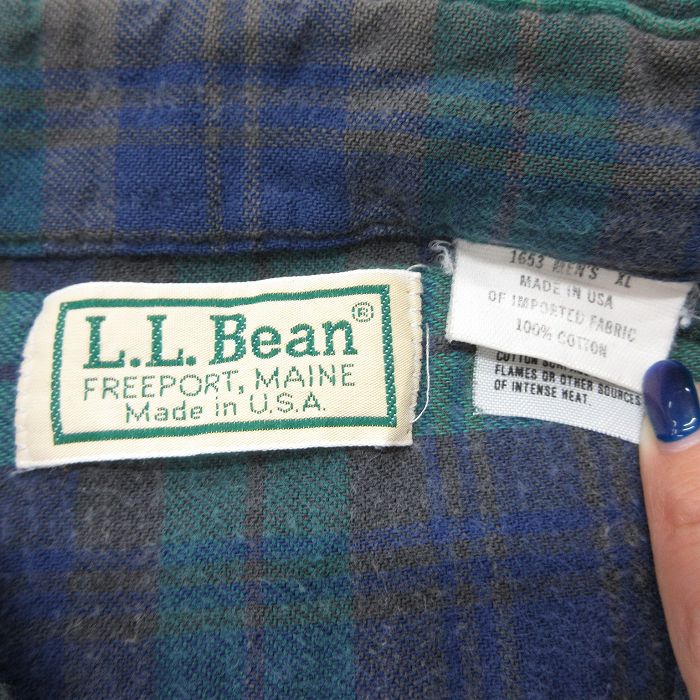 L.L. Bean®
FREEPORT, MAINE
Made in U.S.A.
1653 MEN'S XL
MADE IN USA
OF IMPORTED FABRIC
100% COTTON
COTTON
FLAMES OR OTHER SOURCES
OF INTENSE HEAT